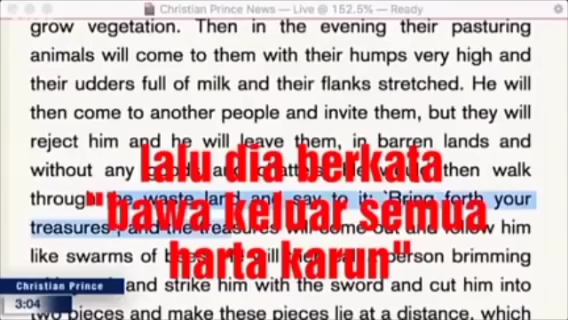 Christian Prince News — Live @ 152.5% — Ready
grow vegetation. Then in the evening their pasturing
animals will come to them with their humps very high and
their udders full of milk and their flanks stretched. He will
then come to another people and invite them, but they will
reject him and he will leave them, in barren lands and
without any
then walk
through waste land and say to it: `Bring forth your
treasures and the treasures will come out and follow him
like swarms of
person brimming
and strike him with the sword and cut him into
two pieces and make these pieces lie at a distance, which
lalu dia berkata
"bawa keluar semua
harta karun"
Christian Prince
3:04